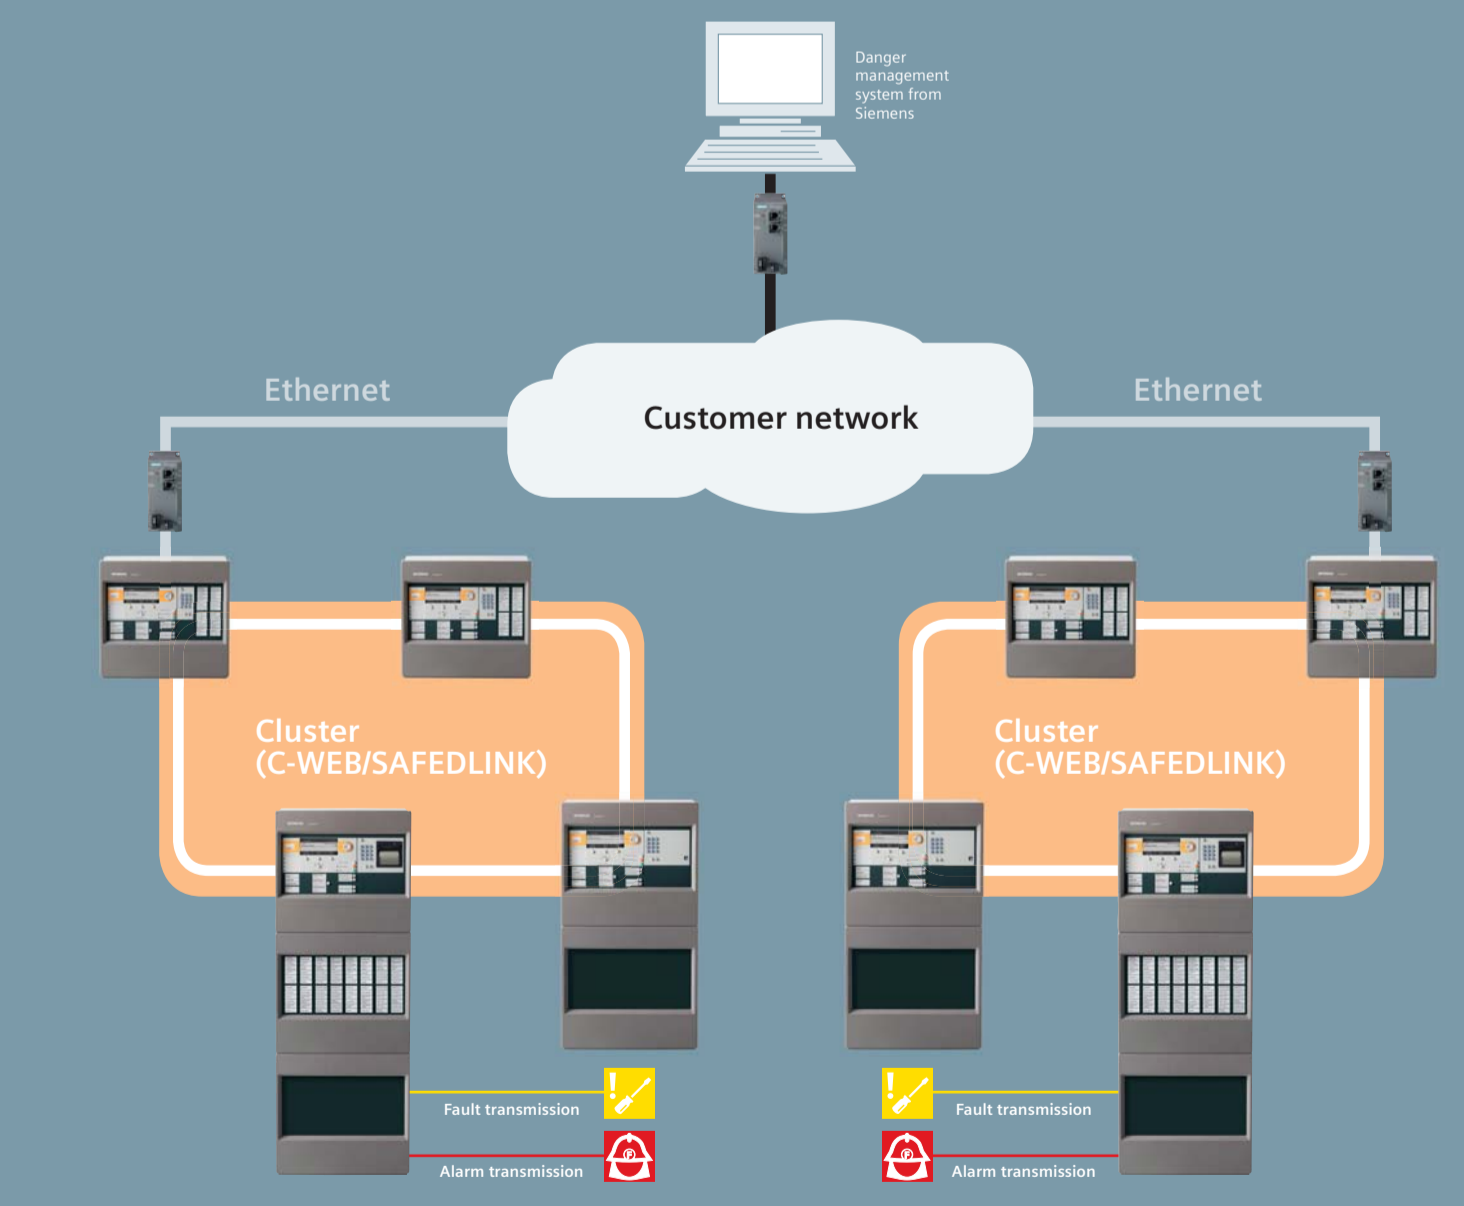 Danger
management
system from
Siemens
Ethernet
Customer network
Ethernet
Cluster
(C-WEB/SAFEDLINK)
Cluster
(C-WEB/SAFEDLINK)
Fault transmission
Alarm transmission
Fault transmission
Alarm transmission